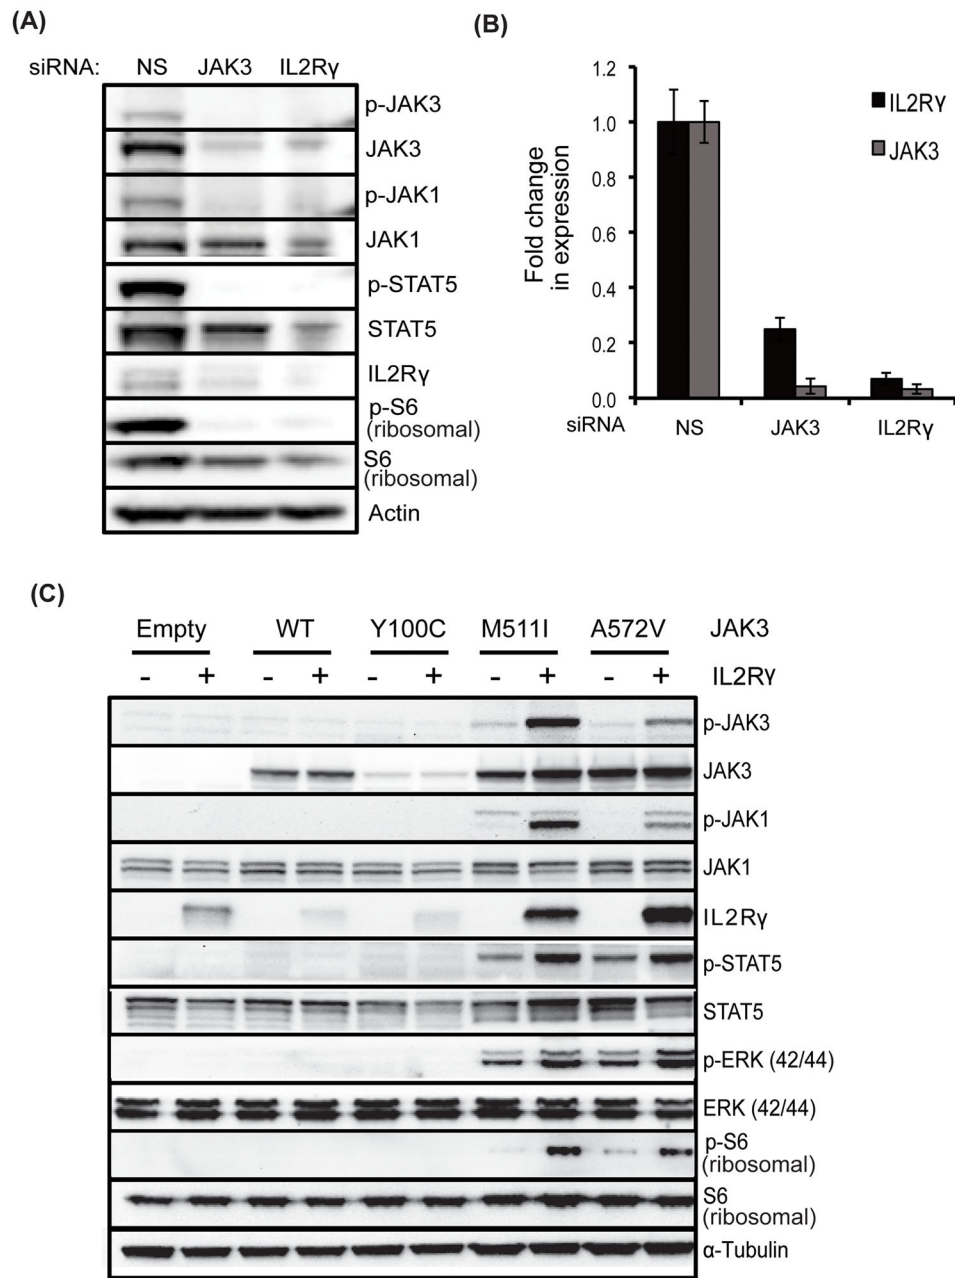 (A)
siRNA: NS JAK3 IL2Rγ
p-JAK3
JAK3
p-JAK1
JAK1
p-STAT5
STAT5
IL2Rγ
p-S6
(ribosomal)
S6
(ribosomal)
Actin
(B)
Fold change
in expression
1.2
1.0
0.8
0.6
0.4
0.2
0.0
IL2Rγ
JAK3
siRNA NS JAK3 IL2Rγ
(C)
Empty WT Y100C M511I A572V JAK3
- + - + - + - + - + IL2Rγ
p-JAK3
JAK3
p-JAK1
JAK1
IL2Rγ
p-STAT5
STAT5
p-ERK (42/44)
ERK (42/44)
p-S6
(ribosomal)
S6
(ribosomal)
α-Tubulin